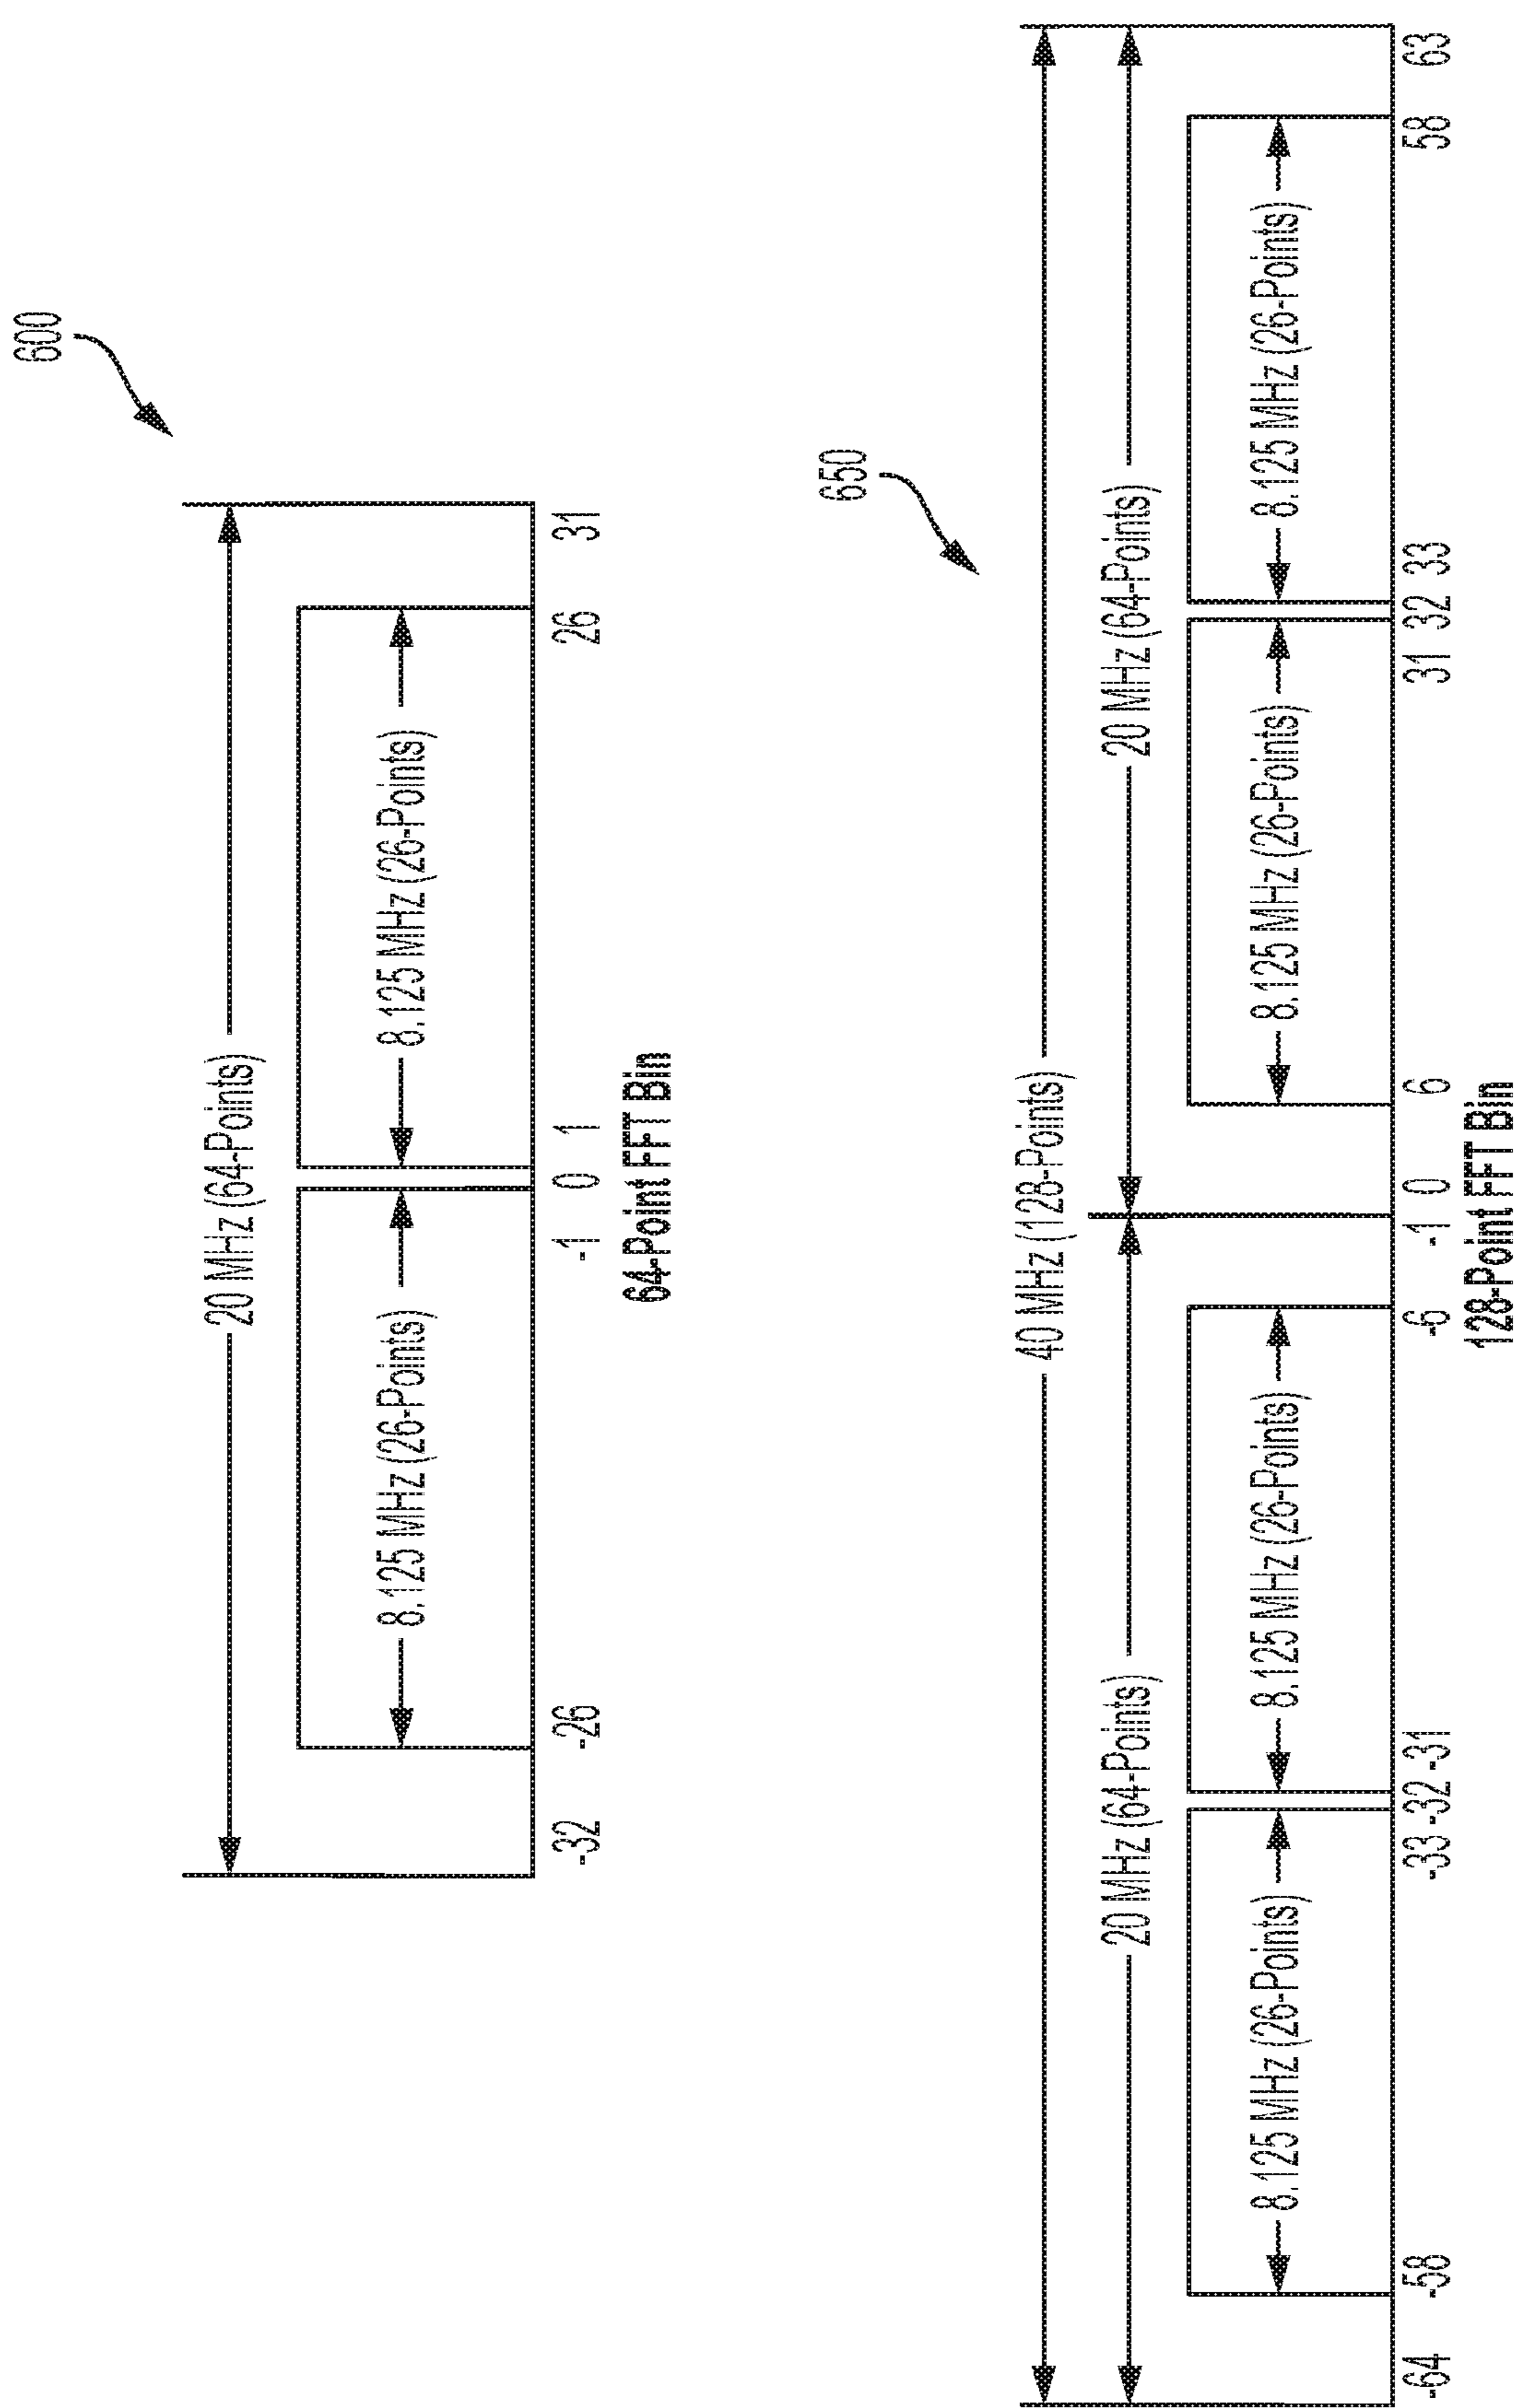 600
20 MHz (64-Points)
8.125 MHz (26-Points) 8.125 MHz (26-Points)
-32 -26 -1 0 1 26 31
64-Point FFT Bin
650
40 MHz (128-Points)
20 MHz (64-Points) 20 MHz (64-Points)
8.125 MHz (26-Points) 8.125 MHz (26-Points) 8.125 MHz (26-Points) 8.125 MHz (26-Points)
-64 -58 -33 -32 -31 -6 -1 0 6 31 32 33 58 63
128-Point FFT Bin